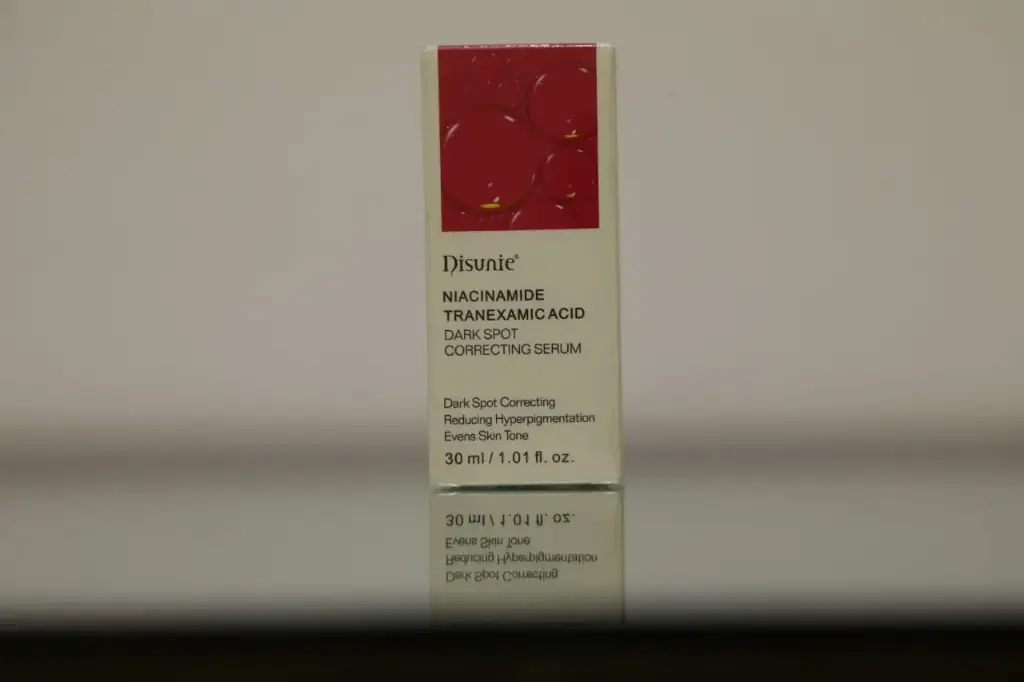 Disunie®
NIACINAMIDE
TRANEXAMIC ACID
DARK SPOT
CORRECTING SERUM
Dark Spot Correcting
Reducing Hyperpigmentation
Evens Skin Tone
30 ml / 1.01 fl. oz.